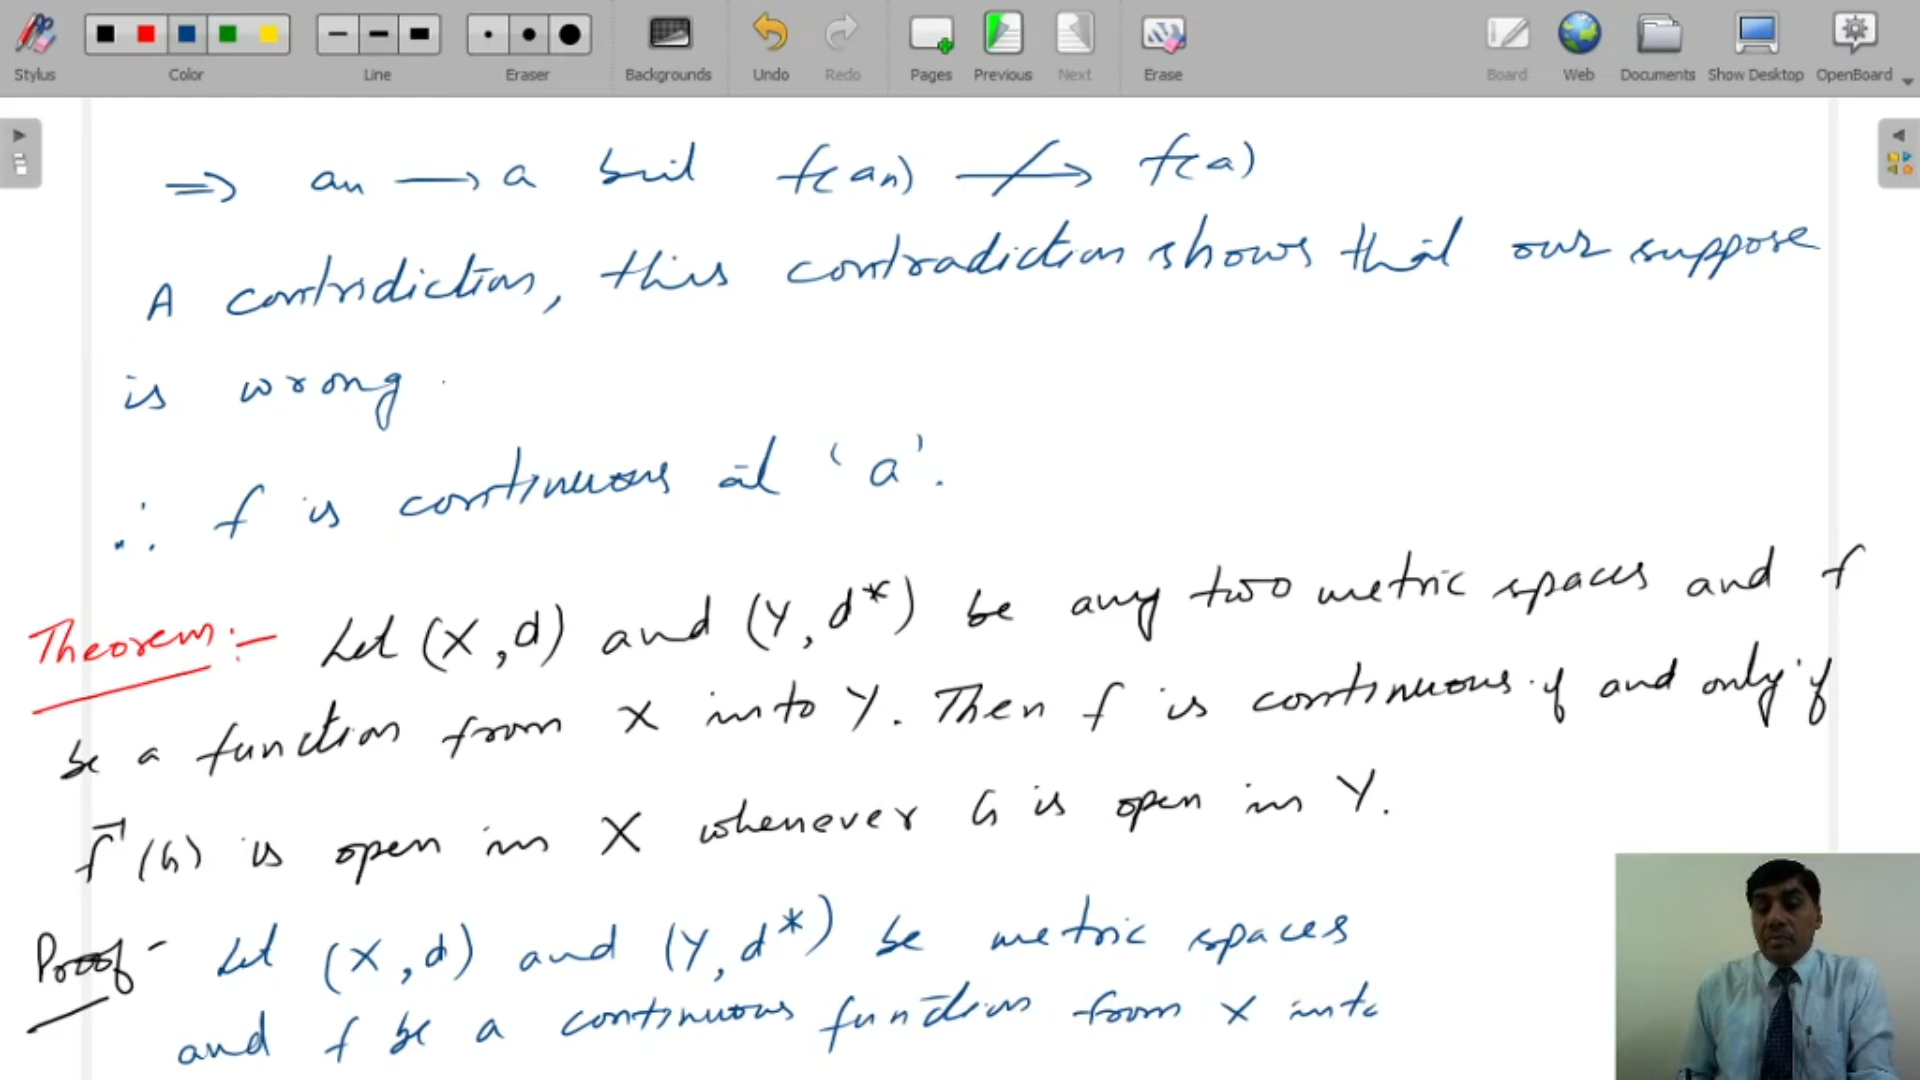 Stylus Color Line Eraser Backgrounds Undo Redo Pages Previous Next Erase Board Web Documents Show Desktop OpenBoard
⇒ an → a but f(an) ↛ f(a)
A contridiction, this contradiction shows that our suppose
is wrong.
∴ f is continuous at 'a'.
Theorem:- Let (X,d) and (Y,d*) be any two metric spaces and f
be a function from X into Y. Then f is continuous if and only if
f⁻¹(G) is open in X whenever G is open in Y.
Proof- Let (X,d) and (Y,d*) be metric spaces
and f be a continuous function from X into